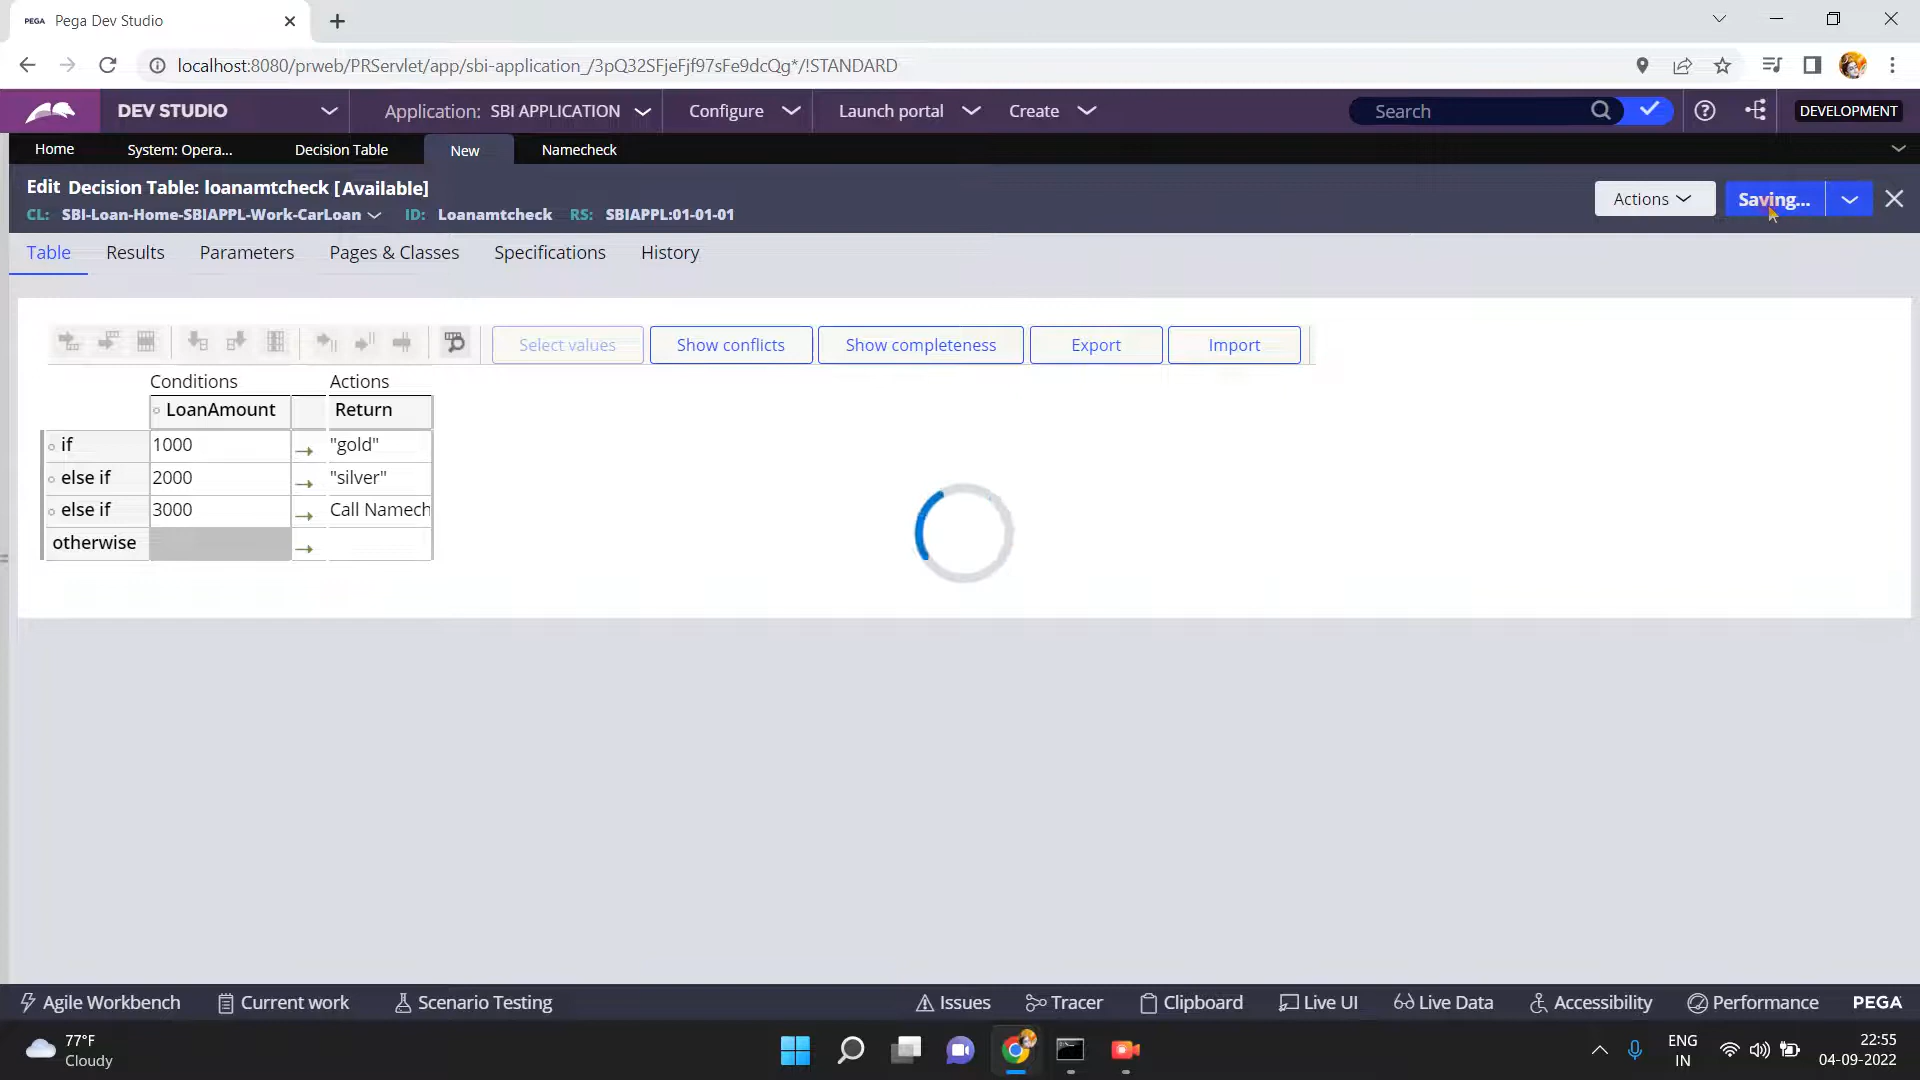 PEGA Pega Dev Studio
localhost:8080/prweb/PRServlet/app/sbi-application_/3pQ32SFjeFjf97sFe9dcQg*/!STANDARD
DEV STUDIO Application: SBI APPLICATION Configure Launch portal Create Search DEVELOPMENT
Home System: Opera... Decision Table New Namecheck
Edit Decision Table: loanamtcheck [Available]
CL: SBI-Loan-Home-SBIAPPL-Work-CarLoan ID: Loanamtcheck RS: SBIAPPL:01-01-01
Actions Saving...
Table Results Parameters Pages & Classes Specifications History
Select values Show conflicts Show completeness Export Import
Conditions Actions
LoanAmount Return
if 1000 "gold"
else if 2000 "silver"
else if 3000 Call Namech
otherwise
Agile Workbench Current work Scenario Testing Issues Tracer Clipboard Live UI Live Data Accessibility Performance PEGA
77°F
Cloudy
ENG
IN
22:55
04-09-2022